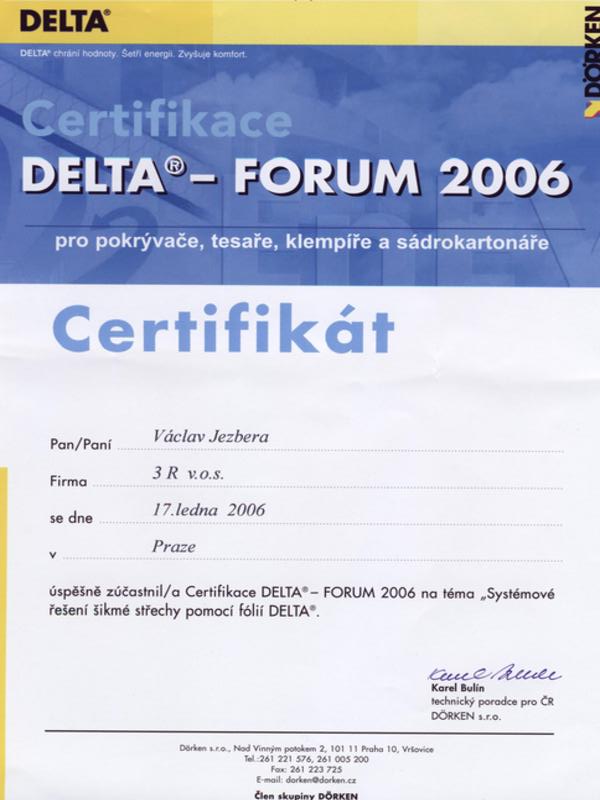 DELTA®
DÖRKEN
DELTA® chrání hodnoty. Šetří energii. Zvyšuje komfort.
Certifikace
DELTA® – FORUM 2006
pro pokrývače, tesaře, klempíře a sádrokartonáře
Certifikát
Pan/Paní Václav Jezbera
Firma 3 R v.o.s.
se dne 17.ledna 2006
v Praze
úspěšně zúčastnil/a Certifikace DELTA® – FORUM 2006 na téma „Systémové
řešení šikmé střechy pomocí fólií DELTA®.
Karel Bulín
Karel Bulín
technický poradce pro ČR
DÖRKEN s.r.o.
Dörken s.r.o., Nad Vinným potokem 2, 101 11 Praha 10, Vršovice
Tel.:261 221 576, 261 005 200
Fax: 261 223 725
E-mail: dorken@dorken.cz
Člen skupiny DÖRKEN